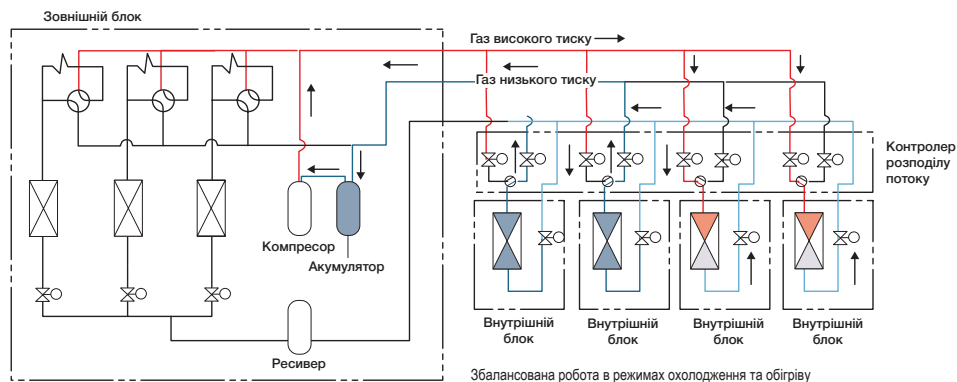 Зовнішній блок
Газ високого тиску
Газ низького тиску
Контролер
розподілу
потоку
Компресор
Акумулятор
Ресивер
Внутрішній
блок
Внутрішній
блок
Внутрішній
блок
Внутрішній
блок
Збалансована робота в режимах охолодження та обігріву